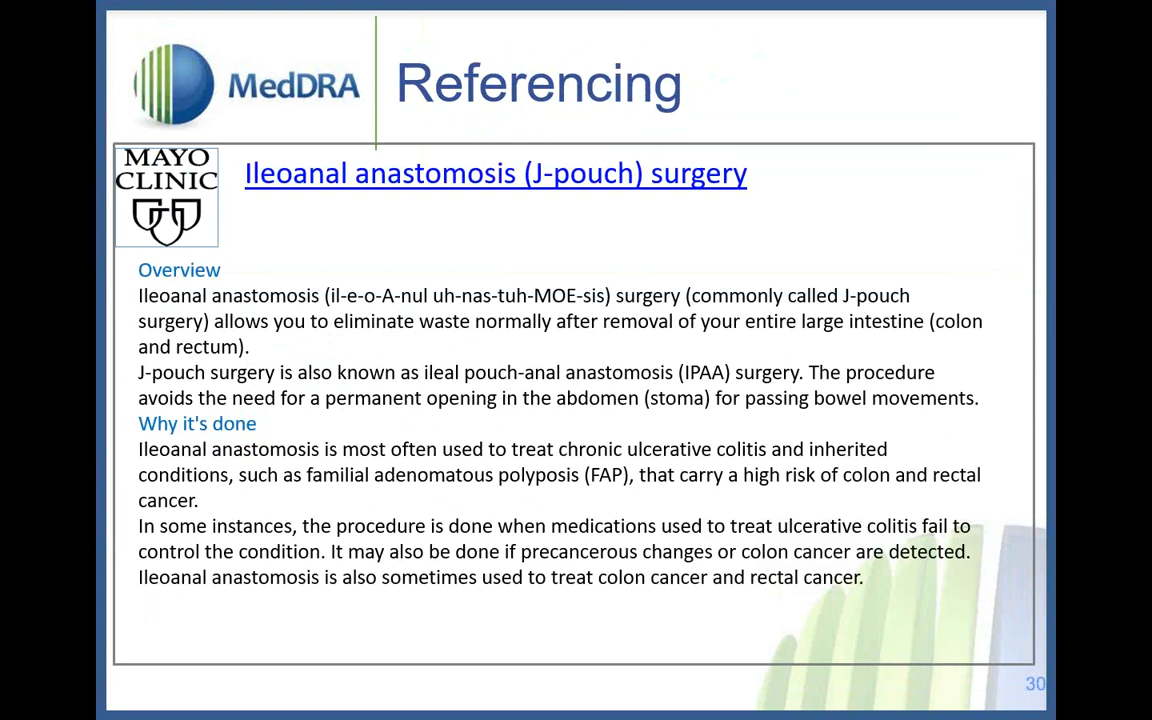 MedDRA
Referencing
MAYO
CLINIC
Ileoanal anastomosis (J-pouch) surgery
Overview
Ileoanal anastomosis (il-e-o-A-nul uh-nas-tuh-MOE-sis) surgery (commonly called J-pouch
surgery) allows you to eliminate waste normally after removal of your entire large intestine (colon
and rectum).
J-pouch surgery is also known as ileal pouch-anal anastomosis (IPAA) surgery. The procedure
avoids the need for a permanent opening in the abdomen (stoma) for passing bowel movements.
Why it's done
Ileoanal anastomosis is most often used to treat chronic ulcerative colitis and inherited
conditions, such as familial adenomatous polyposis (FAP), that carry a high risk of colon and rectal
cancer.
In some instances, the procedure is done when medications used to treat ulcerative colitis fail to
control the condition. It may also be done if precancerous changes or colon cancer are detected.
Ileoanal anastomosis is also sometimes used to treat colon cancer and rectal cancer.
30